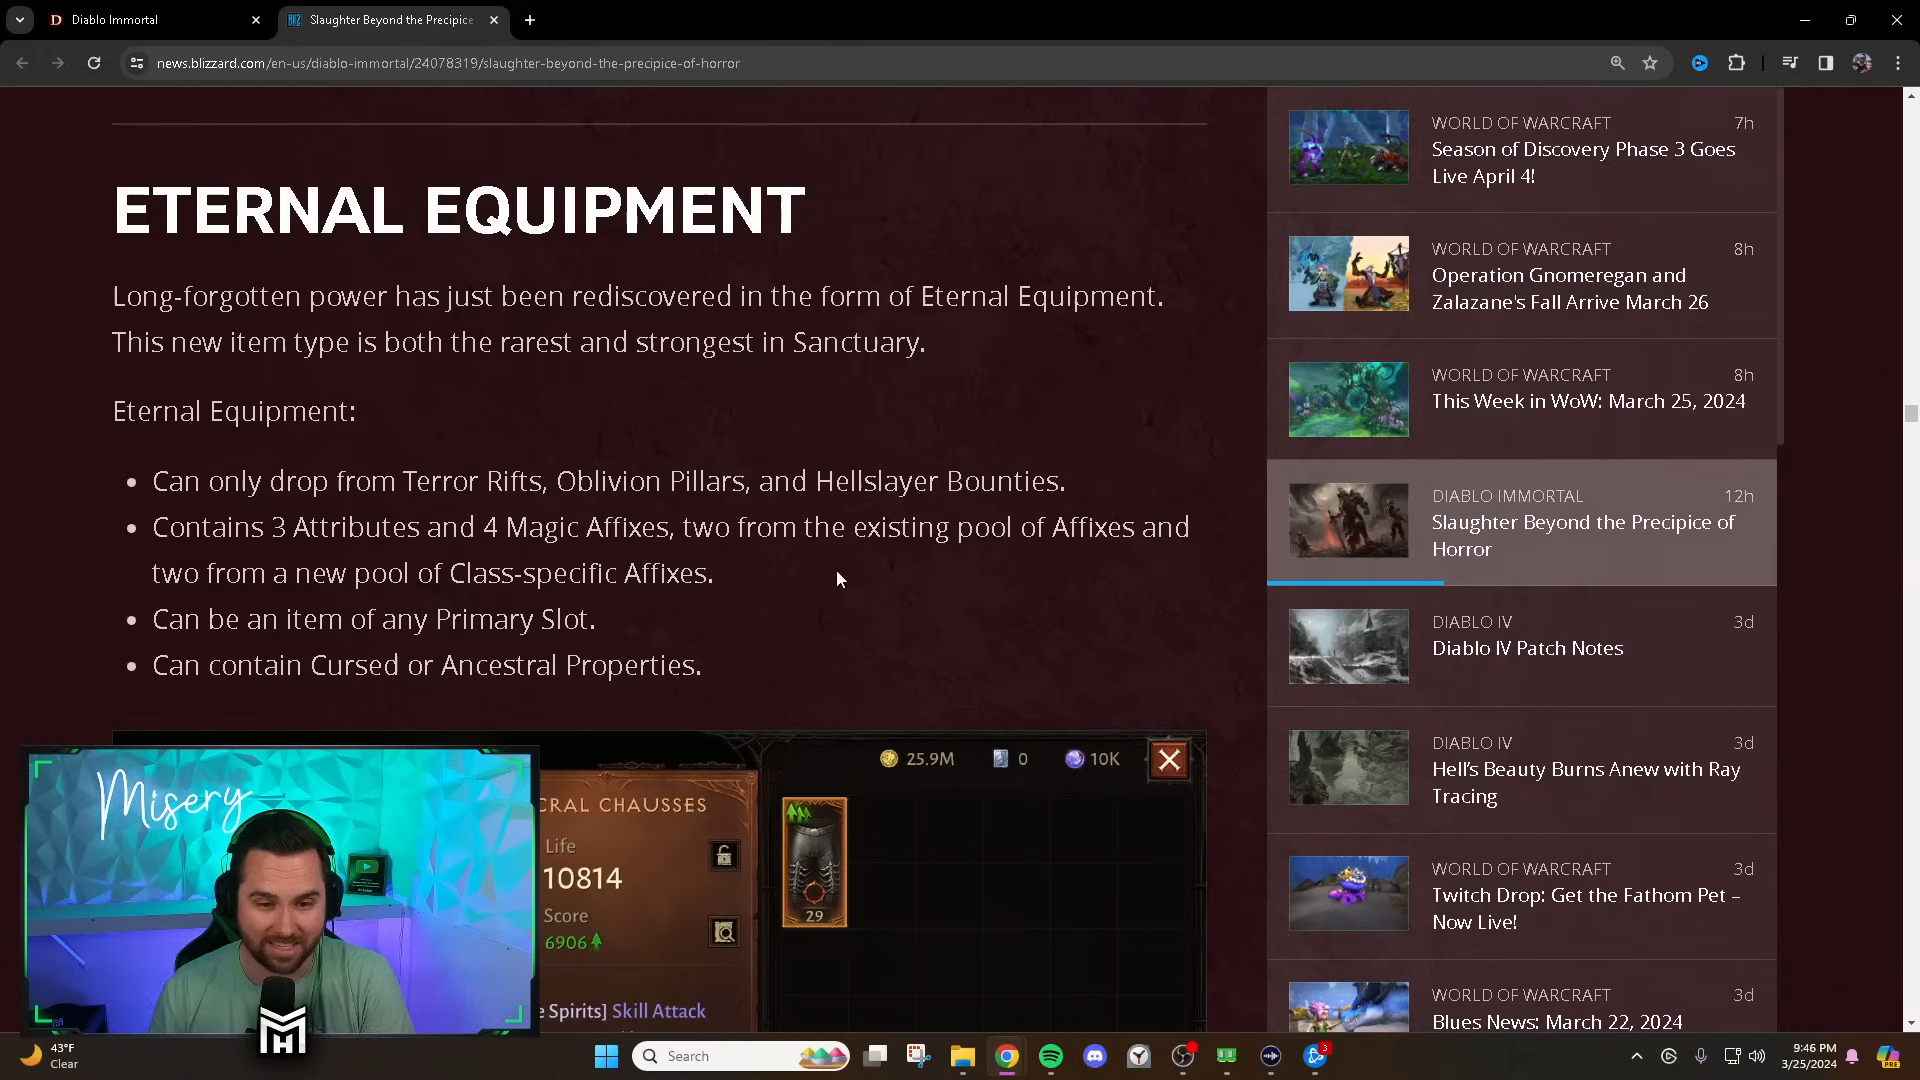 Diablo Immortal
Slaughter Beyond the Precipice
news.blizzard.com/en-us/diablo-immortal/24078319/slaughter-beyond-the-precipice-of-horror
ETERNAL EQUIPMENT
Long-forgotten power has just been rediscovered in the form of Eternal Equipment.
This new item type is both the rarest and strongest in Sanctuary.
Eternal Equipment:
• Can only drop from Terror Rifts, Oblivion Pillars, and Hellslayer Bounties.
• Contains 3 Attributes and 4 Magic Affixes, two from the existing pool of Affixes and
two from a new pool of Class-specific Affixes.
• Can be an item of any Primary Slot.
• Can contain Cursed or Ancestral Properties.
25.9M 0 10K
CRAL CHAUSSES
Life
10814
Score
6906
29
e Spirits] Skill Attack
Misery
WORLD OF WARCRAFT 7h
Season of Discovery Phase 3 Goes
Live April 4!
WORLD OF WARCRAFT 8h
Operation Gnomeregan and
Zalazane's Fall Arrive March 26
WORLD OF WARCRAFT 8h
This Week in WoW: March 25, 2024
DIABLO IMMORTAL 12h
Slaughter Beyond the Precipice of
Horror
DIABLO IV 3d
Diablo IV Patch Notes
DIABLO IV 3d
Hell's Beauty Burns Anew with Ray
Tracing
WORLD OF WARCRAFT 3d
Twitch Drop: Get the Fathom Pet –
Now Live!
WORLD OF WARCRAFT 3d
Blues News: March 22, 2024
43°F
Clear
Search
3
9:46 PM
3/25/2024
PRE